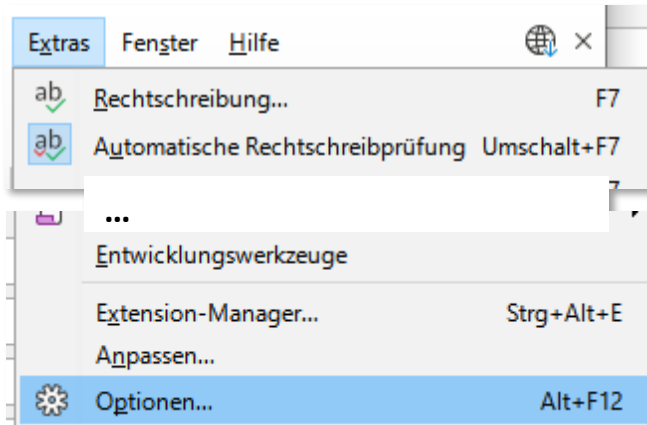 Extras Fenster Hilfe
Rechtschreibung... F7
Automatische Rechtschreibprüfung Umschalt+F7
...
Entwicklungswerkzeuge
Extension-Manager... Strg+Alt+E
Anpassen...
Optionen... Alt+F12